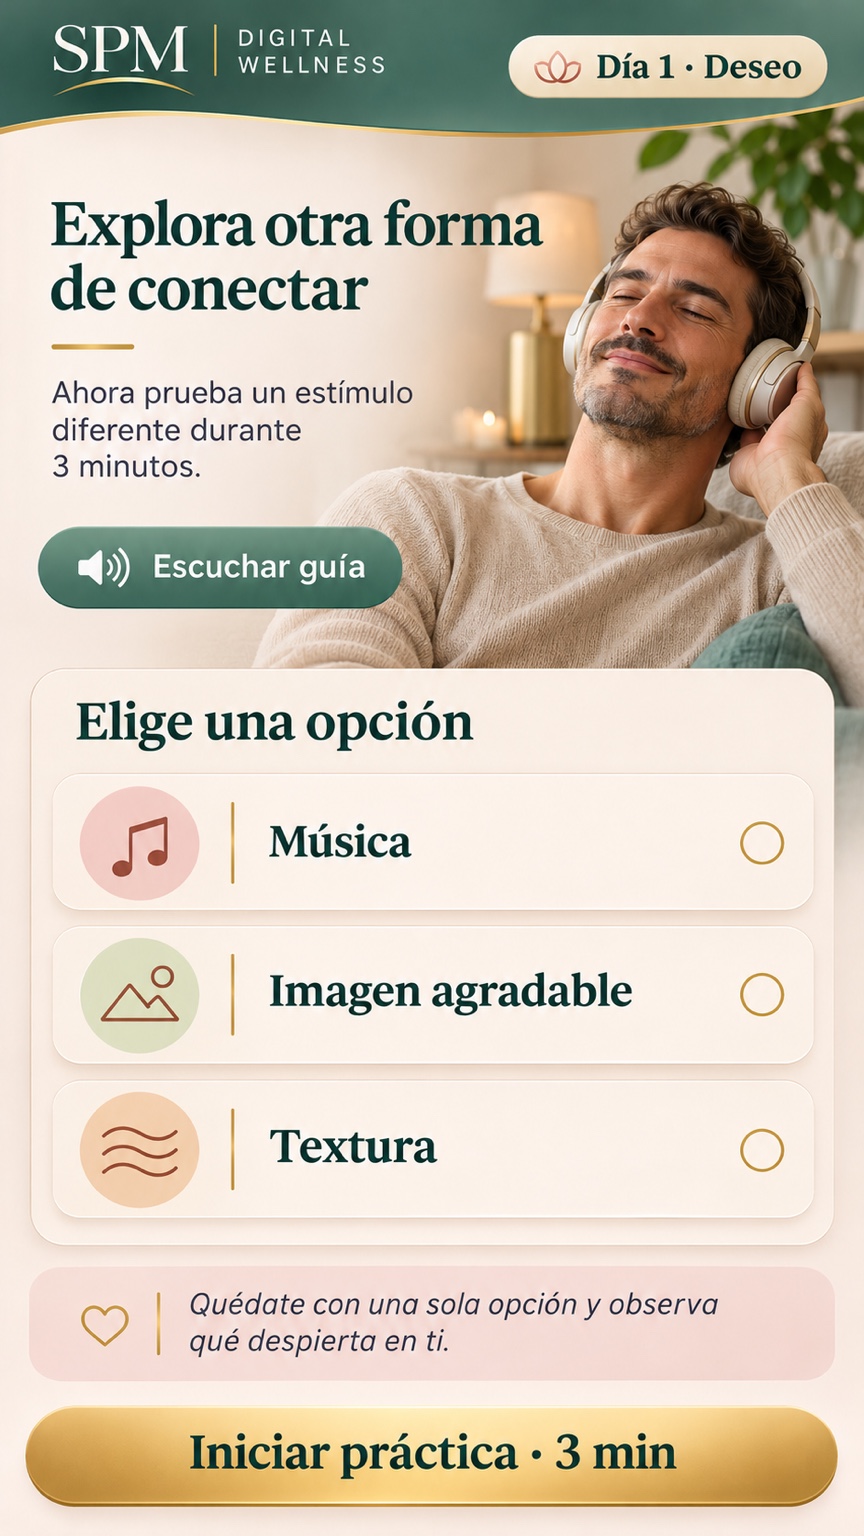 SPM
DIGITAL
WELLNESS
Día 1 · Deseo
Explora otra forma
de conectar
Ahora prueba un estímulo
diferente durante
3 minutos.
Escuchar guía
Elige una opción
Música
Imagen agradable
Textura
Quédate con una sola opción y observa
qué despierta en ti.
Iniciar práctica · 3 min